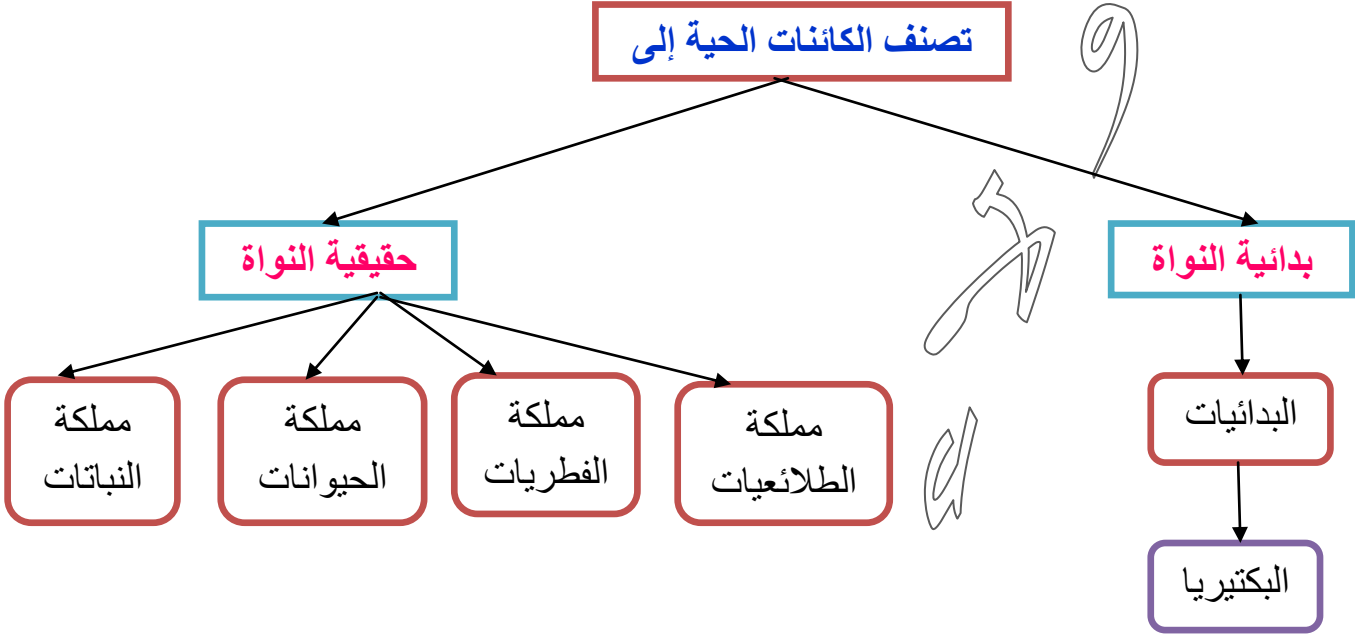 تصنف الكائنات الحية إلى
بدائية النواة
حقيقية النواة
البدائيات
البكتيريا
مملكة
الطلائعيات
مملكة
الفطريات
مملكة
الحيوانات
مملكة
النباتات